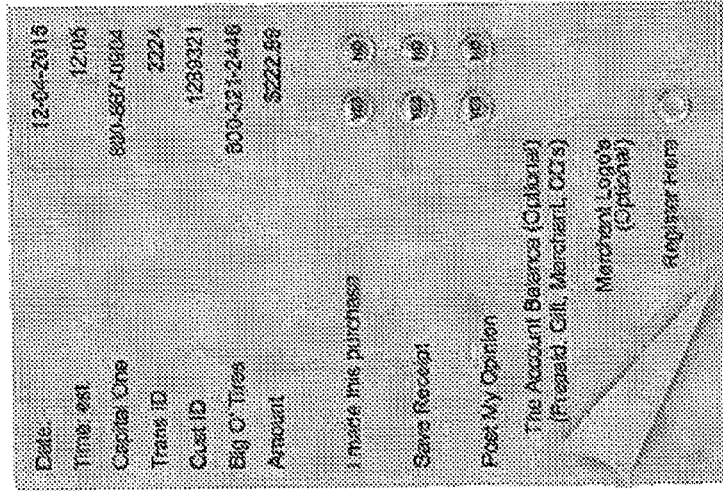 Date: 12-04-2015
Time est 12:05
Capital One
Trans ID 2224
Cust ID 1239321
Big O' Tires
Amount $222.89
I made this purchase YES NO
Save Receipt YES NO
Post My Opinion YES NO
The Account Balance (Optional)
(Prepaid, Gift, Merchant, CC's)
Merchant Logo's
(Optional)
Register Here